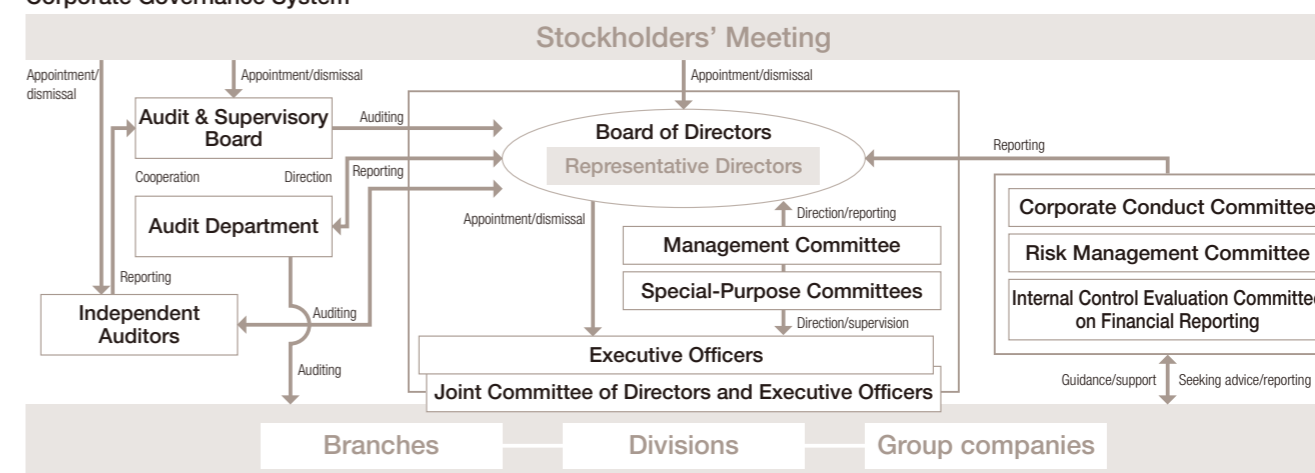 Corporate Governance System
Stockholders' Meeting
Appointment/
dismissal
Appointment/dismissal
Appointment/dismissal
Audit & Supervisory
Board
Auditing
Board of Directors
Representative Directors
Reporting
Cooperation
Direction
Reporting
Audit Department
Appointment/dismissal
Direction/reporting
Management Committee
Special-Purpose Committees
Direction/supervision
Corporate Conduct Committee
Risk Management Committee
Internal Control Evaluation Committee
on Financial Reporting
Reporting
Independent
Auditors
Auditing
Auditing
Executive Officers
Joint Committee of Directors and Executive Officers
Guidance/support
Seeking advice/reporting
Branches
Divisions
Group companies